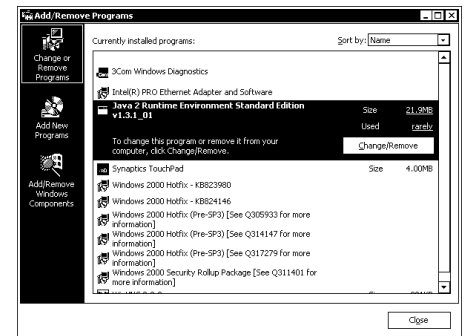 Add/Remove Programs
Change or
Remove
Programs
Add New
Programs
Add/Remove
Windows
Components
Currently installed programs:
Sort by: Name
3Com Windows Diagnostics
Intel(R) PRO Ethernet Adapter and Software
Java 2 Runtime Environment Standard Edition
v1.3.1_01
Size 21.9MB
Used rarely
To change this program or remove it from your
computer, click Change/Remove.
Change/Remove
Synaptics TouchPad Size 4.00MB
Windows 2000 Hotfix - KB823980
Windows 2000 Hotfix - KB824146
Windows 2000 Hotfix (Pre-SP3) [See Q305933 for more
information]
Windows 2000 Hotfix (Pre-SP3) [See Q314147 for more
information]
Windows 2000 Hotfix (Pre-SP3) [See Q317279 for more
information]
Windows 2000 Security Rollup Package [See Q311401 for
more information]
Close